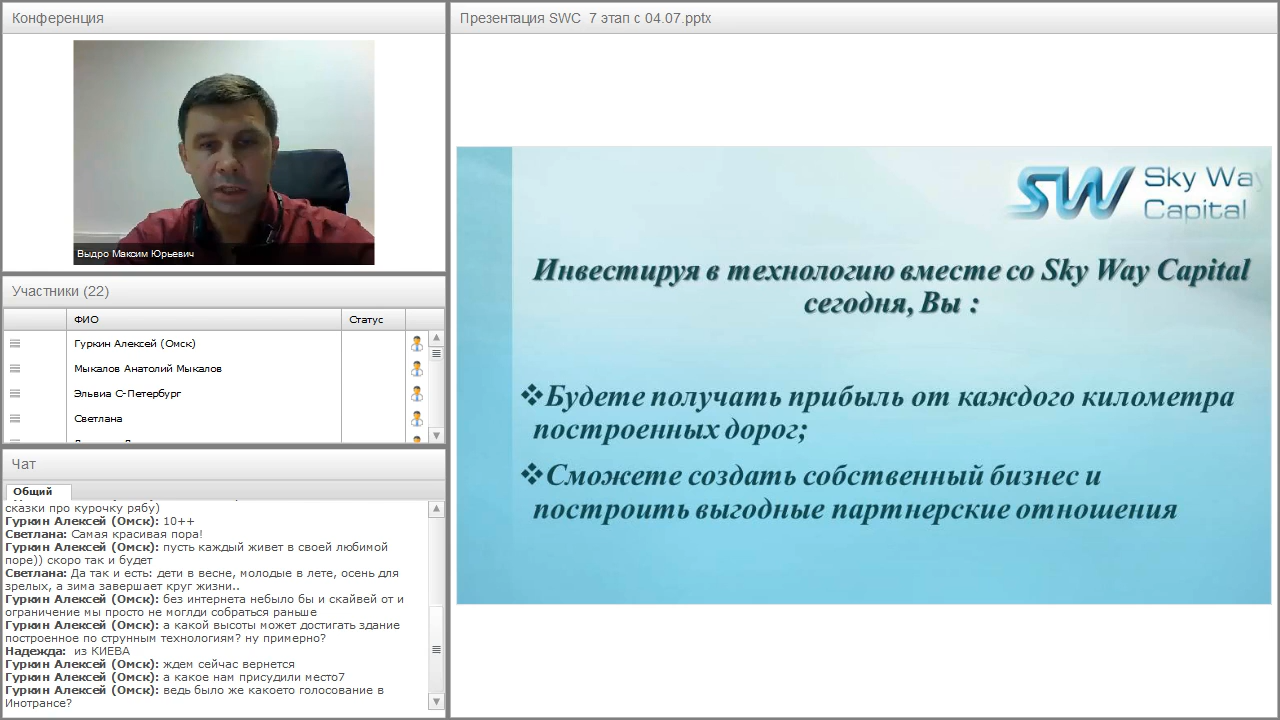 Конференция
Выдро Максим Юрьевич
Участники (22)
ФИО
Статус
Гуркин Алексей (Омск)
Мыкалов Анатолий Мыкалов
Эльвиа С-Петербург
Светлана
Чат
Общий
сказки про курочку рябу)
Гуркин Алексей (Омск): 10++
Светлана: Самая красивая пора!
Гуркин Алексей (Омск): пусть каждый живет в своей любимой
поре)) скоро так и будет
Светлана: Да так и есть: дети в весне, молодые в лете, осень для
зрелых, а зима завершает круг жизни..
Гуркин Алексей (Омск): без интернета небыло бы и скайвей от и
ограничение мы просто не моглди собраться раньше
Гуркин Алексей (Омск): а какой высоты может достигать здание
построенное по струнным технологиям? ну примерно?
Надежда: из КИЕВА
Гуркин Алексей (Омск): ждем сейчас вернется
Гуркин Алексей (Омск): а какое нам присудили место7
Гуркин Алексей (Омск): ведь было же какоето голосование в
Инотрансе?
Презентация SWC 7 этап с 04.07.pptx
SW Sky Way
Capital
Инвестируя в технологию вместе со Sky Way Capital
сегодня, Вы :
❖Будете получать прибыль от каждого километра
построенных дорог;
❖Сможете создать собственный бизнес и
построить выгодные партнерские отношения